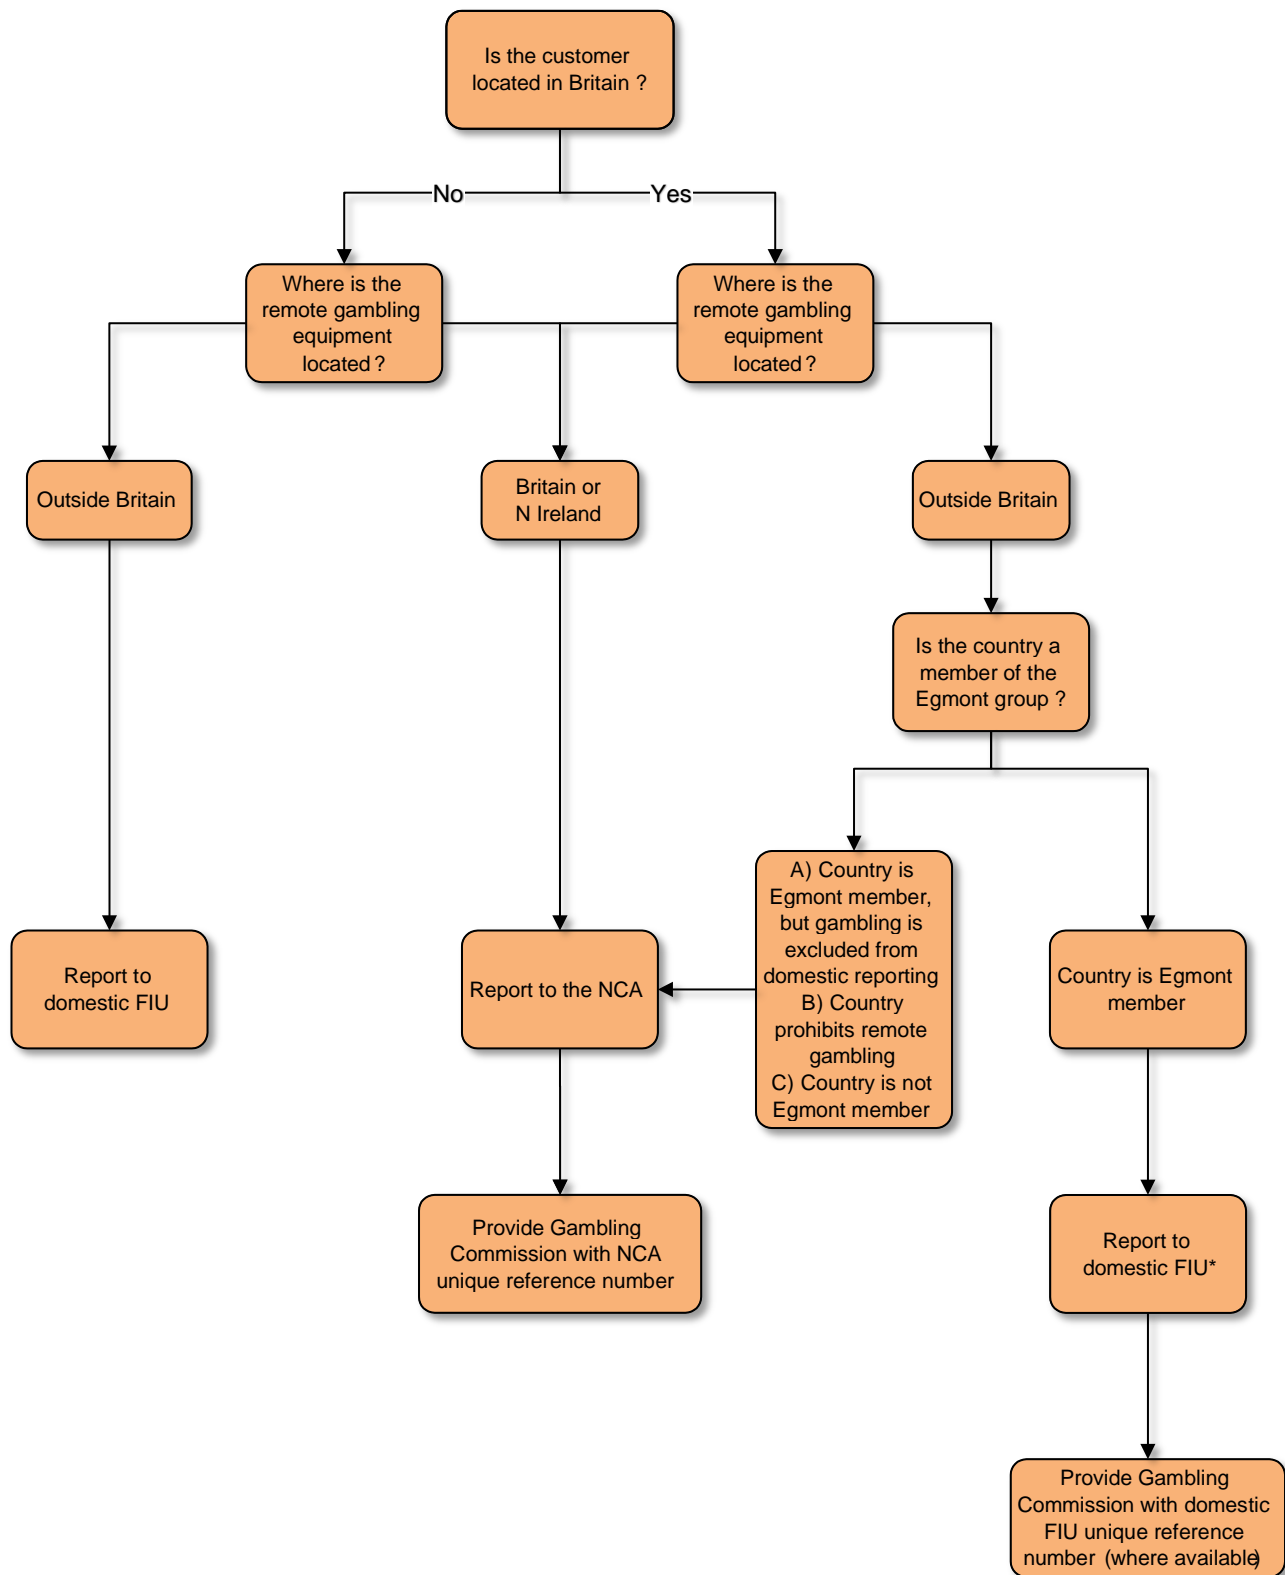 Is the customer
located in Britain ?
No
Yes
Where is the
remote gambling
equipment
located ?
Where is the
remote gambling
equipment
located ?
Outside Britain
Britain or
N Ireland
Outside Britain
Is the country a
member of the
Egmont group ?
A) Country is
Egmont member,
but gambling is
excluded from
domestic reporting
B) Country
prohibits remote
gambling
C) Country is not
Egmont member
Report to
domestic FIU
Report to the NCA
Country is Egmont
member
Provide Gambling
Commission with NCA
unique reference number
Report to
domestic FIU*
Provide Gambling
Commission with domestic
FIU unique reference
number (where available)